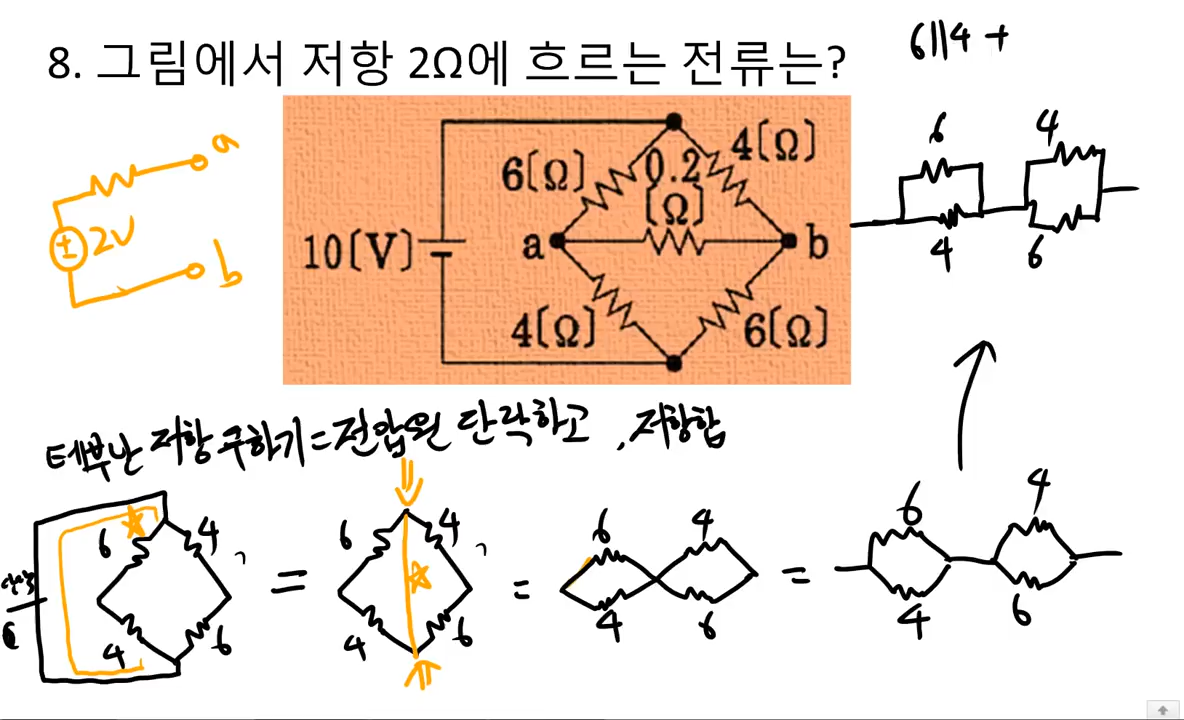 8. 그림에서 저항 2Ω에 흐르는 전류는?
6||4 +
6 4
4 6
a
2V
b
4[Ω]
6[Ω] 0.2
[Ω]
10[V] a b
4[Ω] 6[Ω]
테브난 저항 구하기 = 전압원 단락하고, 저항합
6 4 = 6 4 = 6 4 = 6 4
4 6 4 6 4 6 4 6